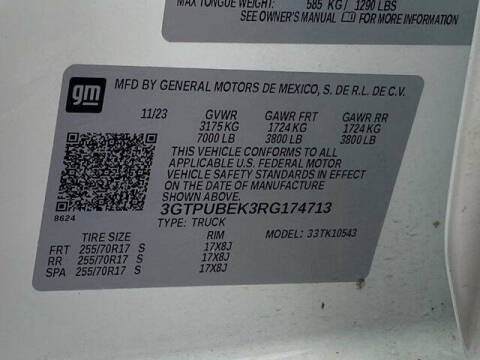 MAX TONGUE WEIGHT: 585 KG / 1290 LBS
SEE OWNER'S MANUAL FOR MORE INFORMATION
gm
MFD BY GENERAL MOTORS DE MEXICO, S. DE R.L. DE C.V.
11/23 GVWR GAWR FRT GAWR RR
3175 KG 1724 KG 1724 KG
7000 LB 3800 LB 3800 LB
THIS VEHICLE CONFORMS TO ALL
APPLICABLE U.S. FEDERAL MOTOR
VEHICLE SAFETY STANDARDS IN EFFECT ON
THE DATE OF MANUFACTURE SHOWN ABOVE.
3GTPUBEK3RG174713
8624
TYPE: TRUCK MODEL: 33TK10543
TIRE SIZE RIM
FRT 255/70R17 S 17X8J
RR 255/70R17 S 17X8J
SPA 255/70R17 S 17X8J